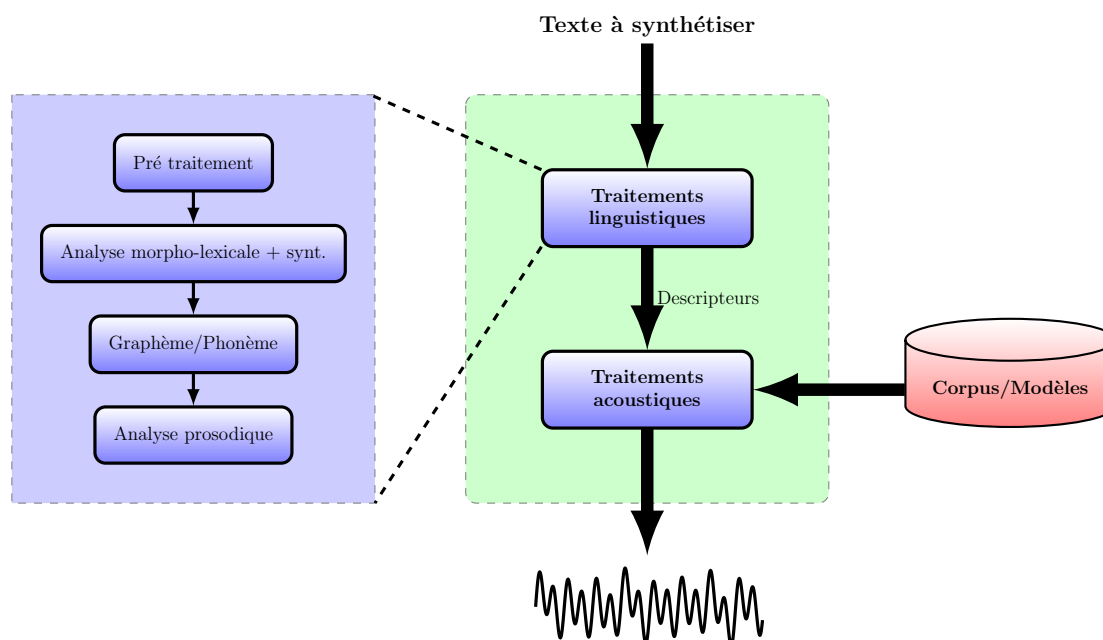 Texte à synthétiser
Pré traitement
Analyse morpho-lexicale + synt.
Graphème/Phonème
Analyse prosodique
Traitements
linguistiques
Descripteurs
Traitements
acoustiques
Corpus/Modèles